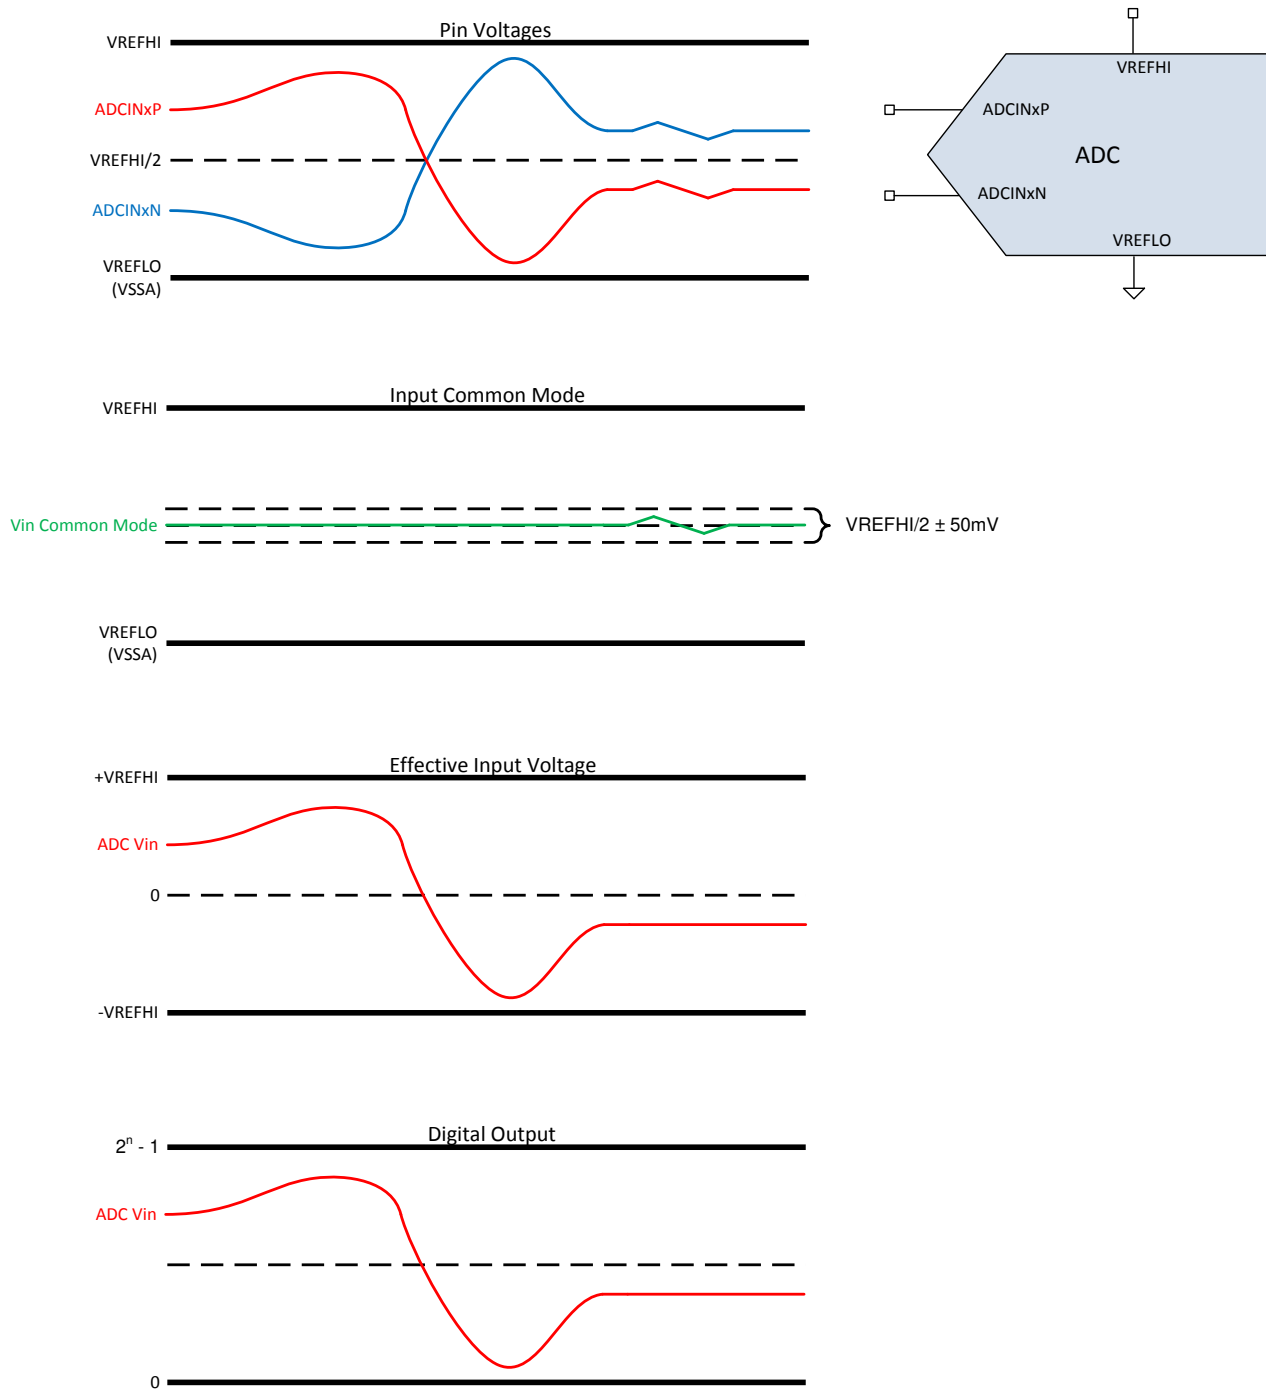 Pin Voltages
VREFHI
ADCINxP
VREFHI/2
ADCINxN
VREFLO
(VSSA)
VREFHI
ADCINxP
ADC
ADCINxN
VREFLO
Input Common Mode
VREFHI
Vin Common Mode
VREFHI/2 ± 50mV
VREFLO
(VSSA)
Effective Input Voltage
+VREFHI
ADC Vin
0
-VREFHI
Digital Output
2ⁿ - 1
ADC Vin
0